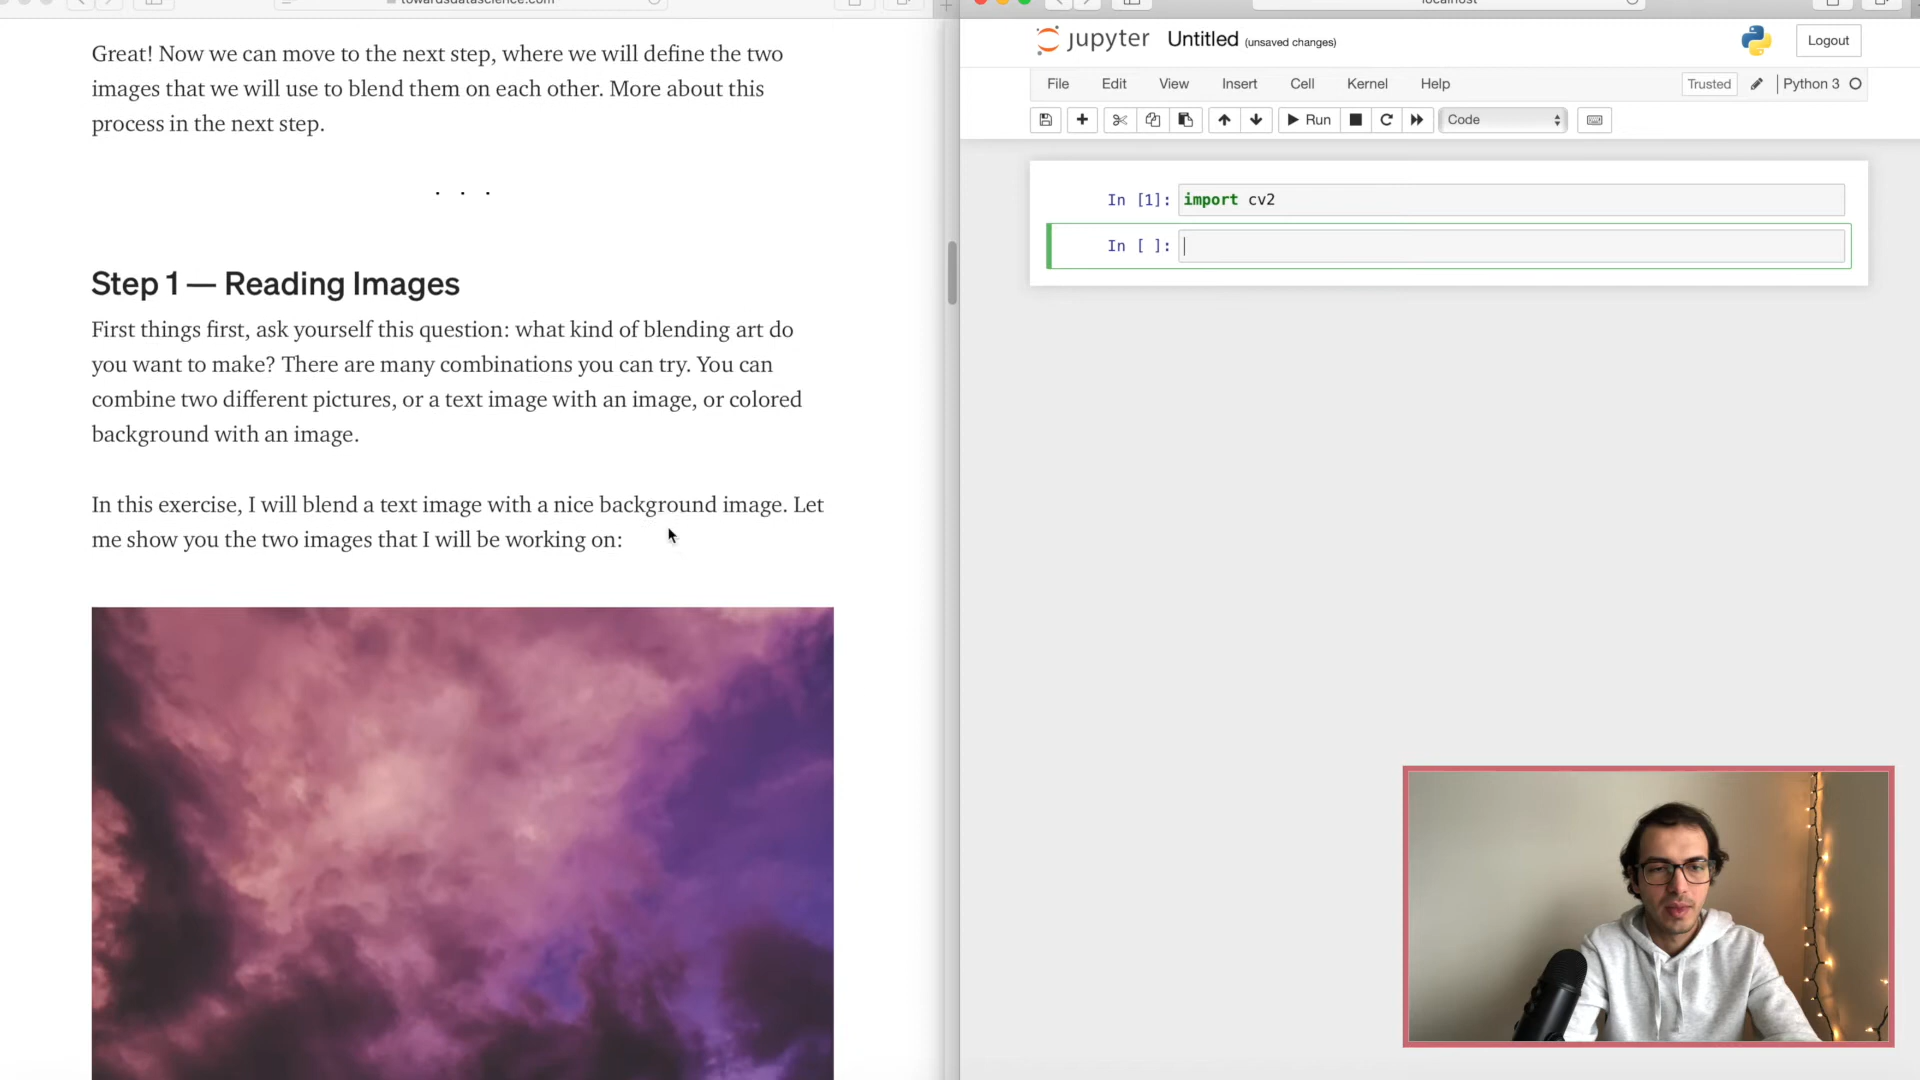 towardsdatascience.com
Great! Now we can move to the next step, where we will define the two
images that we will use to blend them on each other. More about this
process in the next step.
. . .
Step 1 — Reading Images
First things first, ask yourself this question: what kind of blending art do
you want to make? There are many combinations you can try. You can
combine two different pictures, or a text image with an image, or colored
background with an image.
In this exercise, I will blend a text image with a nice background image. Let
me show you the two images that I will be working on:
localhost
jupyter Untitled (unsaved changes)
Logout
File Edit View Insert Cell Kernel Help
Trusted Python 3
Run Code
In [1]: import cv2
In [ ]: